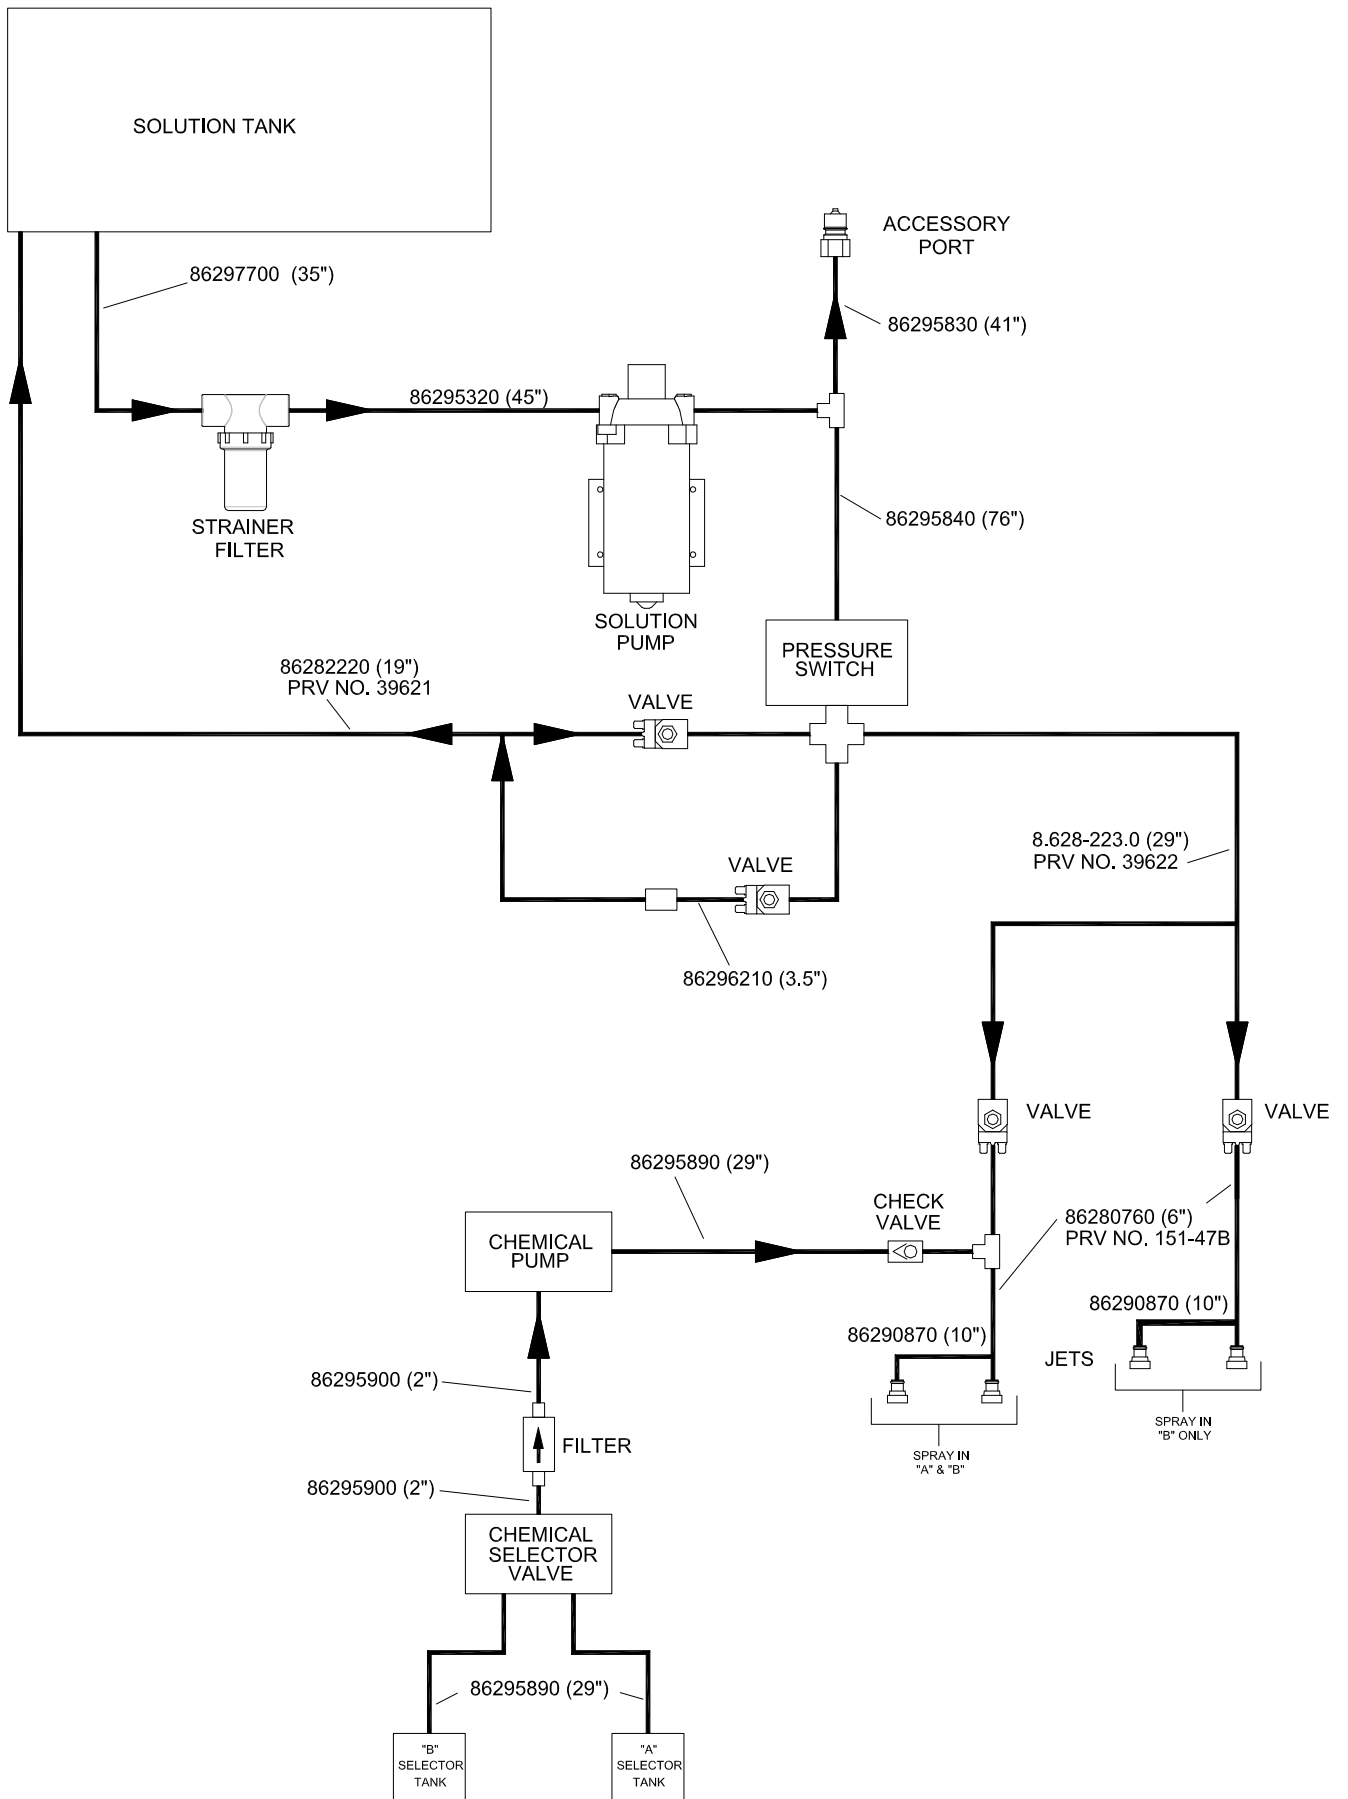 SOLUTION TANK
ACCESSORY
PORT
86297700 (35")
86295830 (41")
86295320 (45")
STRAINER
FILTER
86295840 (76")
SOLUTION
PUMP
PRESSURE
SWITCH
86282220 (19")
PRV NO. 39621
VALVE
8.628-223.0 (29")
PRV NO. 39622
VALVE
86296210 (3.5")
VALVE
VALVE
86295890 (29")
CHECK
VALVE
86280760 (6")
PRV NO. 151-47B
CHEMICAL
PUMP
86290870 (10")
86290870 (10")
JETS
86295900 (2")
SPRAY IN
"B" ONLY
FILTER
SPRAY IN
"A" & "B"
86295900 (2")
CHEMICAL
SELECTOR
VALVE
86295890 (29")
"B"
SELECTOR
TANK
"A"
SELECTOR
TANK